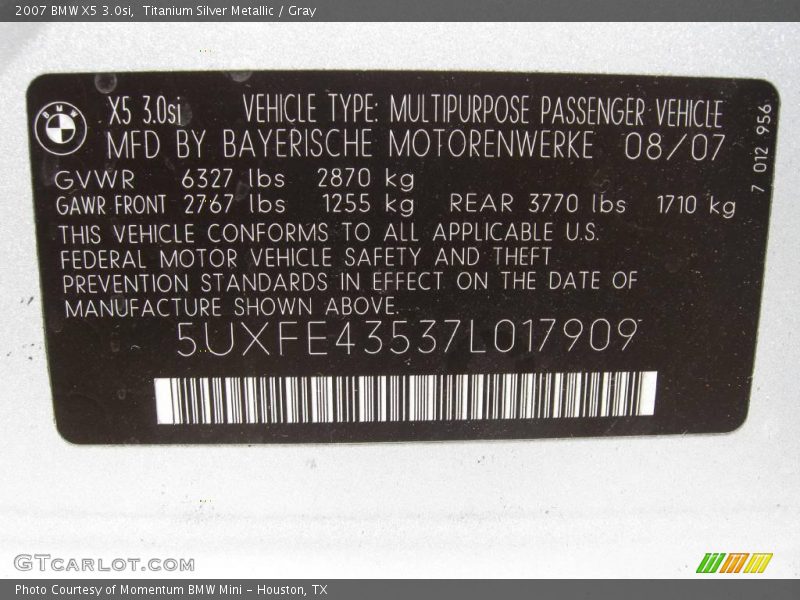 2007 BMW X5 3.0si,  Titanium Silver Metallic / Gray
BMW
X5 3.0si VEHICLE TYPE: MULTIPURPOSE PASSENGER VEHICLE
MFD BY BAYERISCHE MOTORENWERKE 08/07
7 012 956
GVWR 6327 lbs 2870 kg
GAWR FRONT 2767 lbs 1255 kg REAR 3770 lbs 1710 kg
THIS VEHICLE CONFORMS TO ALL APPLICABLE U.S.
FEDERAL MOTOR VEHICLE SAFETY AND THEFT
PREVENTION STANDARDS IN EFFECT ON THE DATE OF
MANUFACTURE SHOWN ABOVE.
5UXFE43537L017909
GTCARLOT.COM
Photo Courtesy of Momentum BMW Mini - Houston, TX